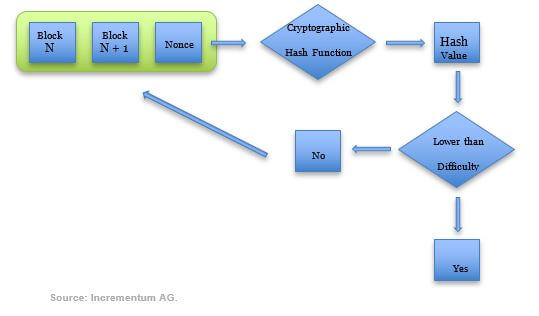 Block
N
Block
N + 1
Nonce
Cryptographic
Hash Function
Hash
Value
Lower than
Difficulty
No
Yes
Source: Incrementum AG.